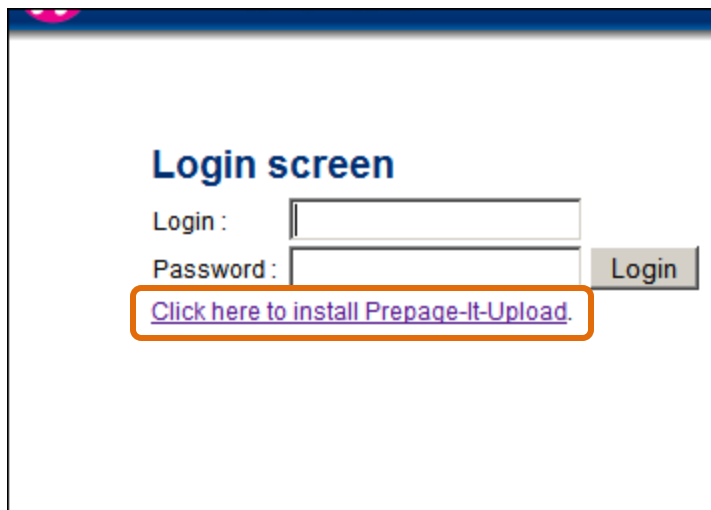 Login screen
Login :
Password : Login
Click here to install Prepage-It-Upload.